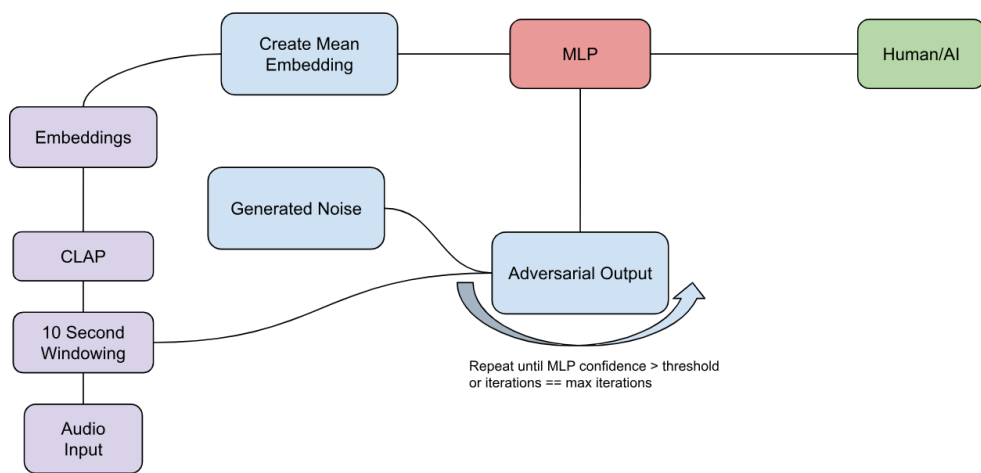 Create Mean
Embedding
MLP
Human/AI
Embeddings
Generated Noise
CLAP
Adversarial Output
10 Second
Windowing
Repeat until MLP confidence > threshold
or iterations == max iterations
Audio
Input